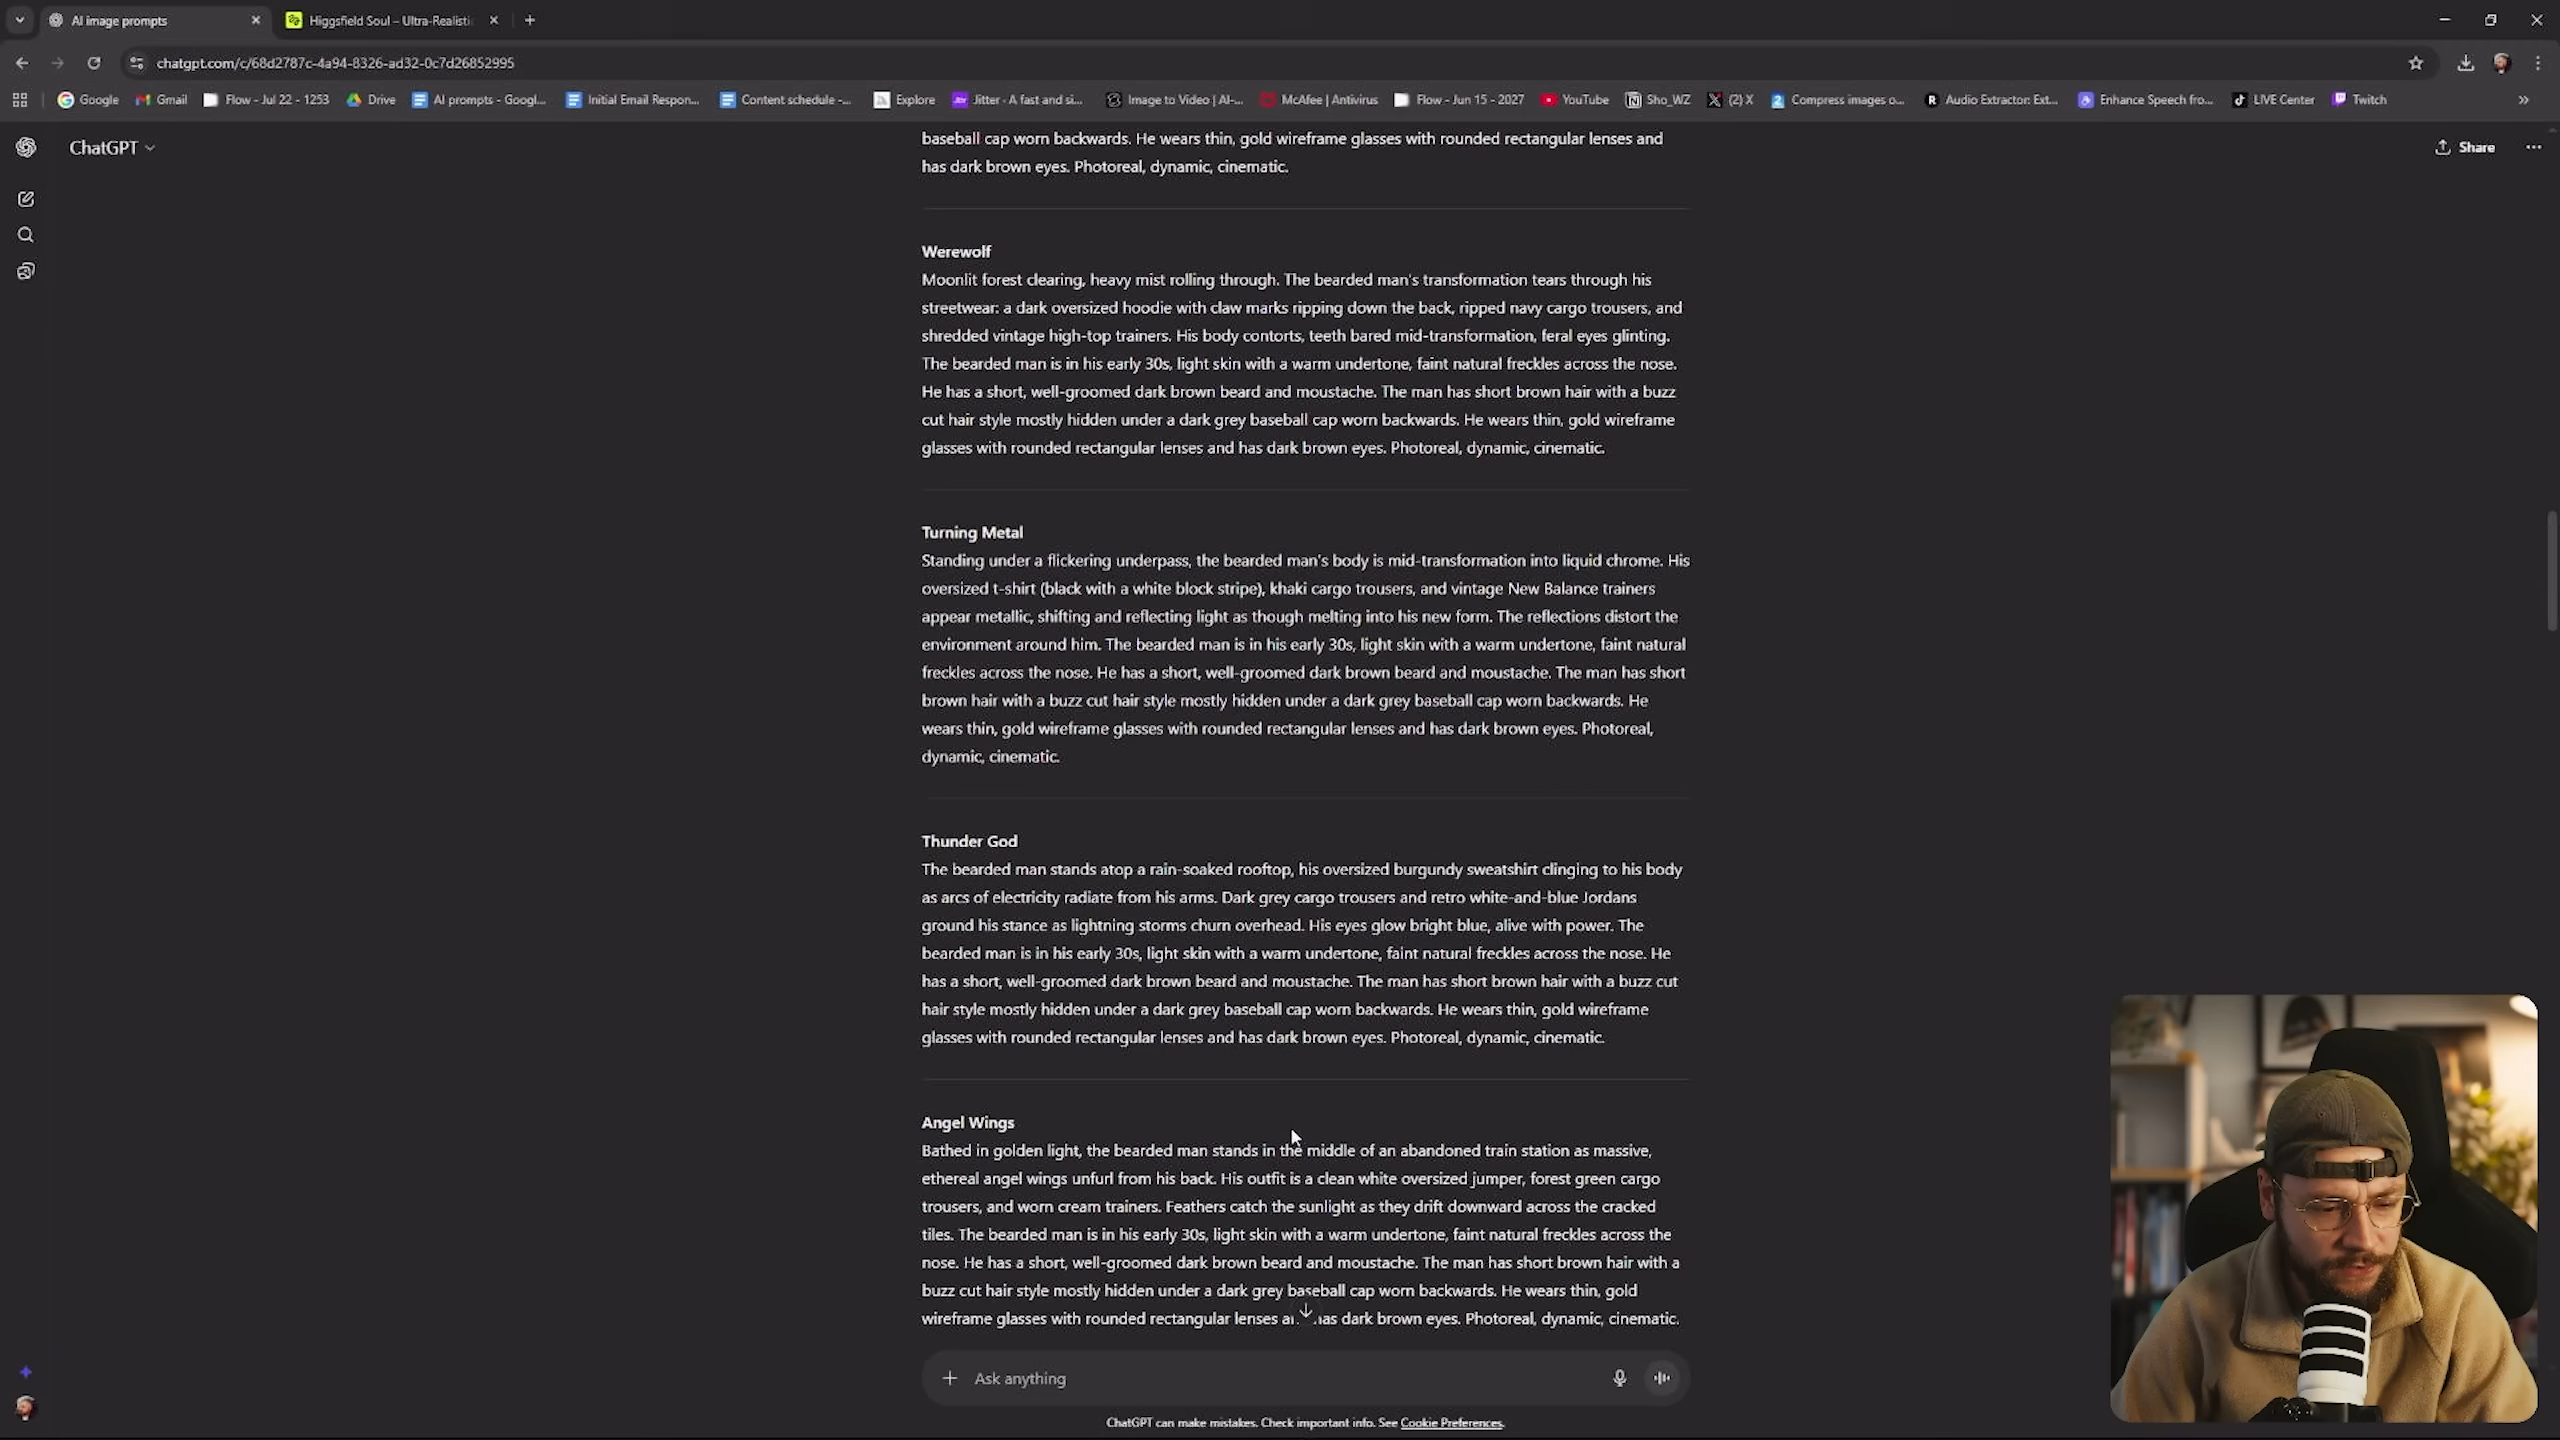 AI image prompts
Higgsfield Soul – Ultra-Realisti
chatgpt.com/c/68d2787c-4a94-8326-ad32-0c7d26852995
Google Gmail Flow - Jul 22 - 1253 Drive AI prompts - Googl... Initial Email Respon... Content schedule -... Explore Jitter - A fast and si... Image to Video | AI-... McAfee | Antivirus Flow - Jun 15 - 2027 YouTube Sho_WZ (2) X Compress images o... Audio Extractor: Ext... Enhance Speech fro... LIVE Center Twitch
ChatGPT
Share
baseball cap worn backwards. He wears thin, gold wireframe glasses with rounded rectangular lenses and
has dark brown eyes. Photoreal, dynamic, cinematic.
Werewolf
Moonlit forest clearing, heavy mist rolling through. The bearded man's transformation tears through his
streetwear: a dark oversized hoodie with claw marks ripping down the back, ripped navy cargo trousers, and
shredded vintage high-top trainers. His body contorts, teeth bared mid-transformation, feral eyes glinting.
The bearded man is in his early 30s, light skin with a warm undertone, faint natural freckles across the nose.
He has a short, well-groomed dark brown beard and moustache. The man has short brown hair with a buzz
cut hair style mostly hidden under a dark grey baseball cap worn backwards. He wears thin, gold wireframe
glasses with rounded rectangular lenses and has dark brown eyes. Photoreal, dynamic, cinematic.
Turning Metal
Standing under a flickering underpass, the bearded man's body is mid-transformation into liquid chrome. His
oversized t-shirt (black with a white block stripe), khaki cargo trousers, and vintage New Balance trainers
appear metallic, shifting and reflecting light as though melting into his new form. The reflections distort the
environment around him. The bearded man is in his early 30s, light skin with a warm undertone, faint natural
freckles across the nose. He has a short, well-groomed dark brown beard and moustache. The man has short
brown hair with a buzz cut hair style mostly hidden under a dark grey baseball cap worn backwards. He
wears thin, gold wireframe glasses with rounded rectangular lenses and has dark brown eyes. Photoreal,
dynamic, cinematic.
Thunder God
The bearded man stands atop a rain-soaked rooftop, his oversized burgundy sweatshirt clinging to his body
as arcs of electricity radiate from his arms. Dark grey cargo trousers and retro white-and-blue Jordans
ground his stance as lightning storms churn overhead. His eyes glow bright blue, alive with power. The
bearded man is in his early 30s, light skin with a warm undertone, faint natural freckles across the nose. He
has a short, well-groomed dark brown beard and moustache. The man has short brown hair with a buzz cut
hair style mostly hidden under a dark grey baseball cap worn backwards. He wears thin, gold wireframe
glasses with rounded rectangular lenses and has dark brown eyes. Photoreal, dynamic, cinematic.
Angel Wings
Bathed in golden light, the bearded man stands in the middle of an abandoned train station as massive,
ethereal angel wings unfurl from his back. His outfit is a clean white oversized jumper, forest green cargo
trousers, and worn cream trainers. Feathers catch the sunlight as they drift downward across the cracked
tiles. The bearded man is in his early 30s, light skin with a warm undertone, faint natural freckles across the
nose. He has a short, well-groomed dark brown beard and moustache. The man has short brown hair with a
buzz cut hair style mostly hidden under a dark grey baseball cap worn backwards. He wears thin, gold
wireframe glasses with rounded rectangular lenses has dark brown eyes. Photoreal, dynamic, cinematic.
Ask anything
ChatGPT can make mistakes. Check important info. See Cookie Preferences.